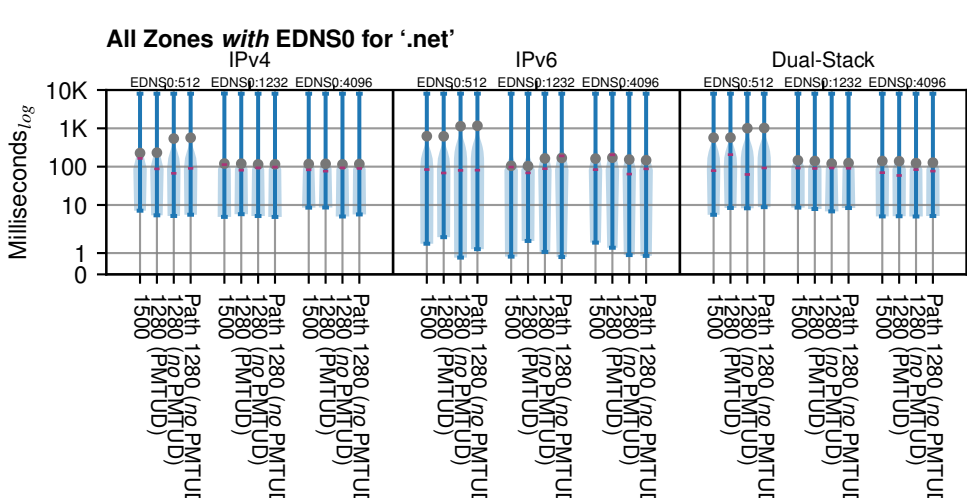 All Zones with EDNS0 for ‘.net’
IPv4 IPv6 Dual-Stack
EDNS0:512 EDNS0:1232 EDNS0:4096 EDNS0:512 EDNS0:1232 EDNS0:4096 EDNS0:512 EDNS0:1232 EDNS0:4096
Milliseconds log
10K
1K
100
10
1
0
1500
1280 (PMTUD)
1280 (no PMTUD)
Path 1280 (no PMTUD
1500
1280 (PMTUD)
1280 (no PMTUD)
Path 1280 (no PMTUD
1500
1280 (PMTUD)
1280 (no PMTUD)
Path 1280 (no PMTUD
1500
1280 (PMTUD)
1280 (no PMTUD)
Path 1280 (no PMTUD
1500
1280 (PMTUD)
1280 (no PMTUD)
Path 1280 (no PMTUD
1500
1280 (PMTUD)
1280 (no PMTUD)
Path 1280 (no PMTUD
1500
1280 (PMTUD)
1280 (no PMTUD)
Path 1280 (no PMTUD
1500
1280 (PMTUD)
1280 (no PMTUD)
Path 1280 (no PMTUD
1500
1280 (PMTUD)
1280 (no PMTUD)
Path 1280 (no PMTUD